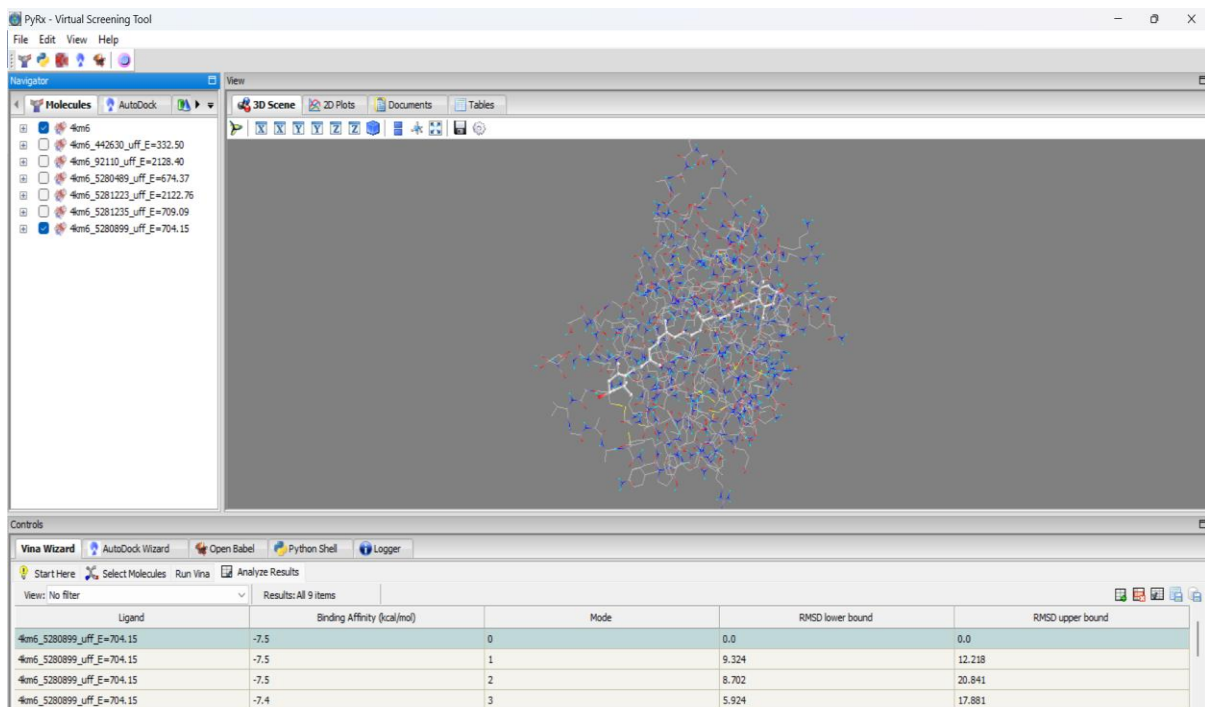 PyRx - Virtual Screening Tool
File Edit View Help
Navigator
View
Molecules AutoDock
3D Scene 2D Plots Documents Tables
X X Y Y Z Z
4km6
4km6_442630_uff_E=332.50
4km6_92110_uff_E=2128.40
4km6_5280489_uff_E=674.37
4km6_5281223_uff_E=2122.76
4km6_5281235_uff_E=709.09
4km6_5280899_uff_E=704.15
Controls
Vina Wizard AutoDock Wizard Open Babel Python Shell Logger
Start Here Select Molecules Run Vina Analyze Results
View: No filter Results: All 9 items
Ligand Binding Affinity (kcal/mol) Mode RMSD lower bound RMSD upper bound
4km6_5280899_uff_E=704.15 -7.5 0 0.0 0.0
4km6_5280899_uff_E=704.15 -7.5 1 9.324 12.218
4km6_5280899_uff_E=704.15 -7.5 2 8.702 20.841
4km6_5280899_uff_E=704.15 -7.4 3 5.924 17.881